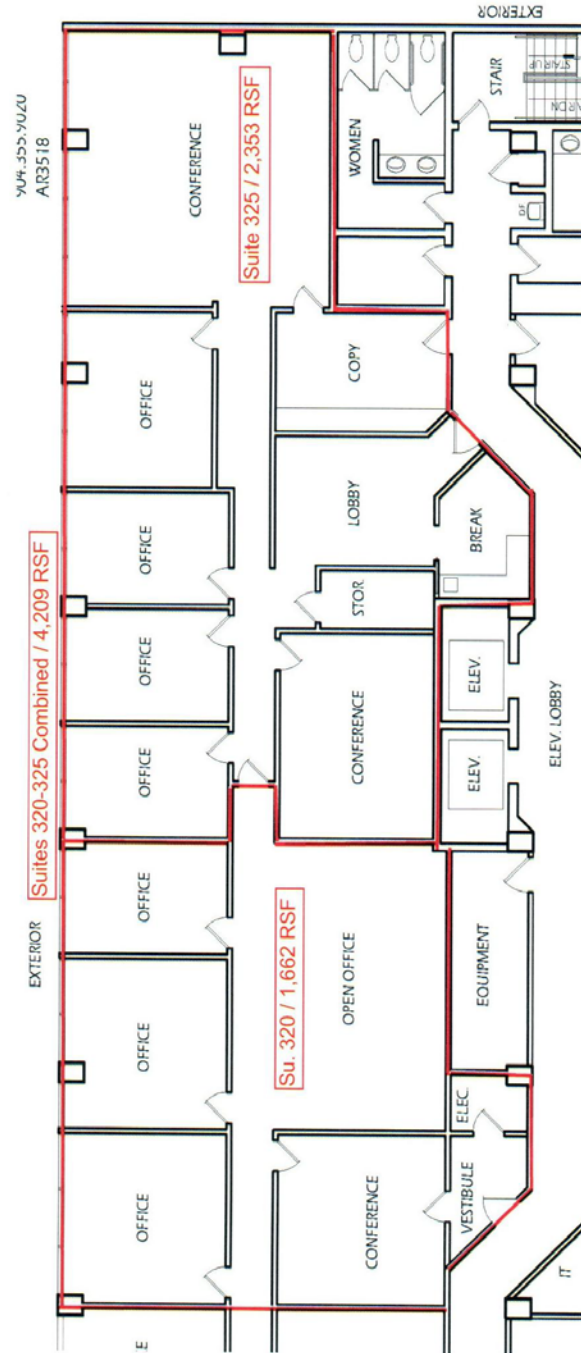 EXTERIOR
904.355.9020
AR3518
CONFERENCE
Suite 325 / 2,353 RSF
WOMEN
STAIR
STAIR UP
DF
OFFICE
COPY
OFFICE
LOBBY
BREAK
STOR.
OFFICE
CONFERENCE
ELEV.
ELEV.
ELEV. LOBBY
OFFICE
Suites 320-325 Combined / 4,209 RSF
EXTERIOR
OFFICE
OPEN OFFICE
Su. 320 / 1,662 RSF
EQUIPMENT
OFFICE
ELEC.
OFFICE
CONFERENCE
VESTIBULE
IT